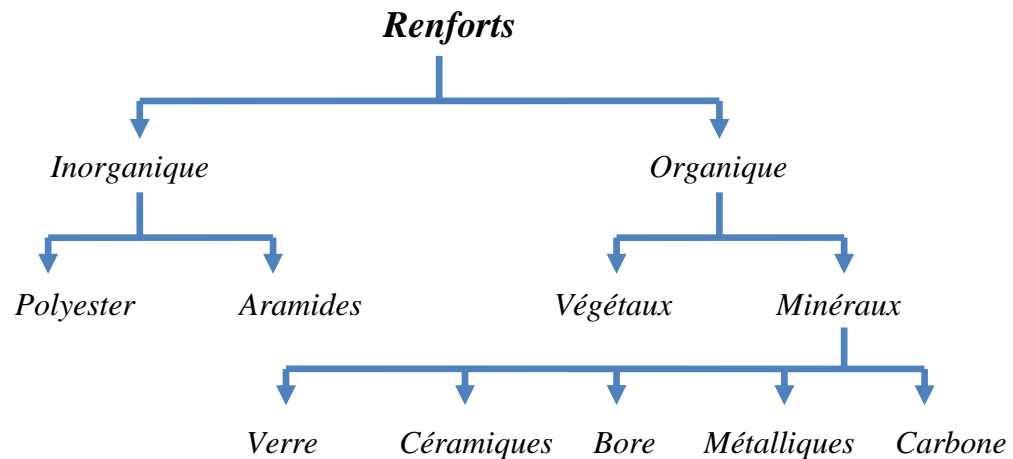 Renforts
Inorganique Organique
Polyester Aramides Végétaux Minéraux
Verre Céramiques Bore Métalliques Carbone